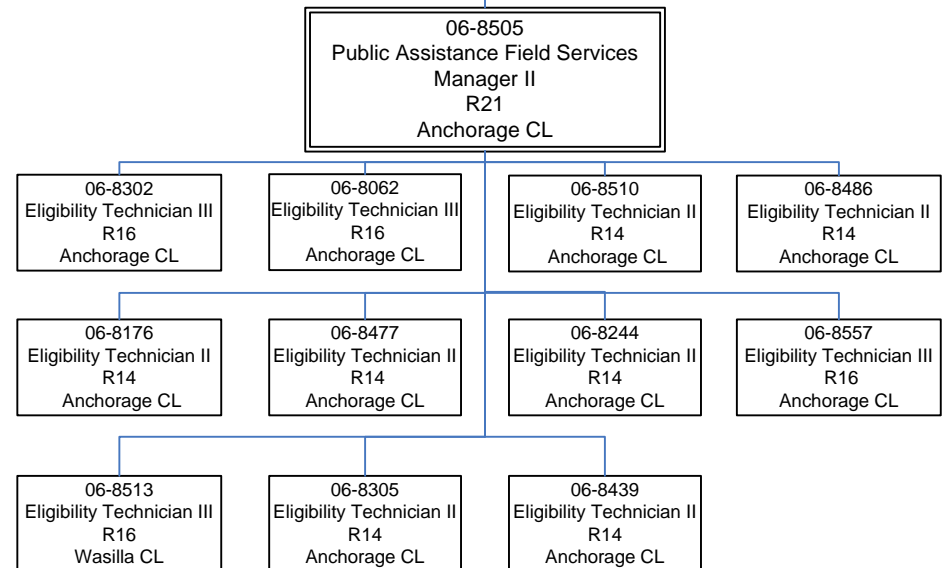 06-8505
Public Assistance Field Services
Manager II
R21
Anchorage CL
06-8302
Eligibility Technician III
R16
Anchorage CL
06-8062
Eligibility Technician III
R16
Anchorage CL
06-8510
Eligibility Technician II
R14
Anchorage CL
06-8486
Eligibility Technician II
R14
Anchorage CL
06-8176
Eligibility Technician II
R14
Anchorage CL
06-8477
Eligibility Technician II
R14
Anchorage CL
06-8244
Eligibility Technician II
R14
Anchorage CL
06-8557
Eligibility Technician III
R16
Anchorage CL
06-8513
Eligibility Technician III
R16
Wasilla CL
06-8305
Eligibility Technician II
R14
Anchorage CL
06-8439
Eligibility Technician II
R14
Anchorage CL